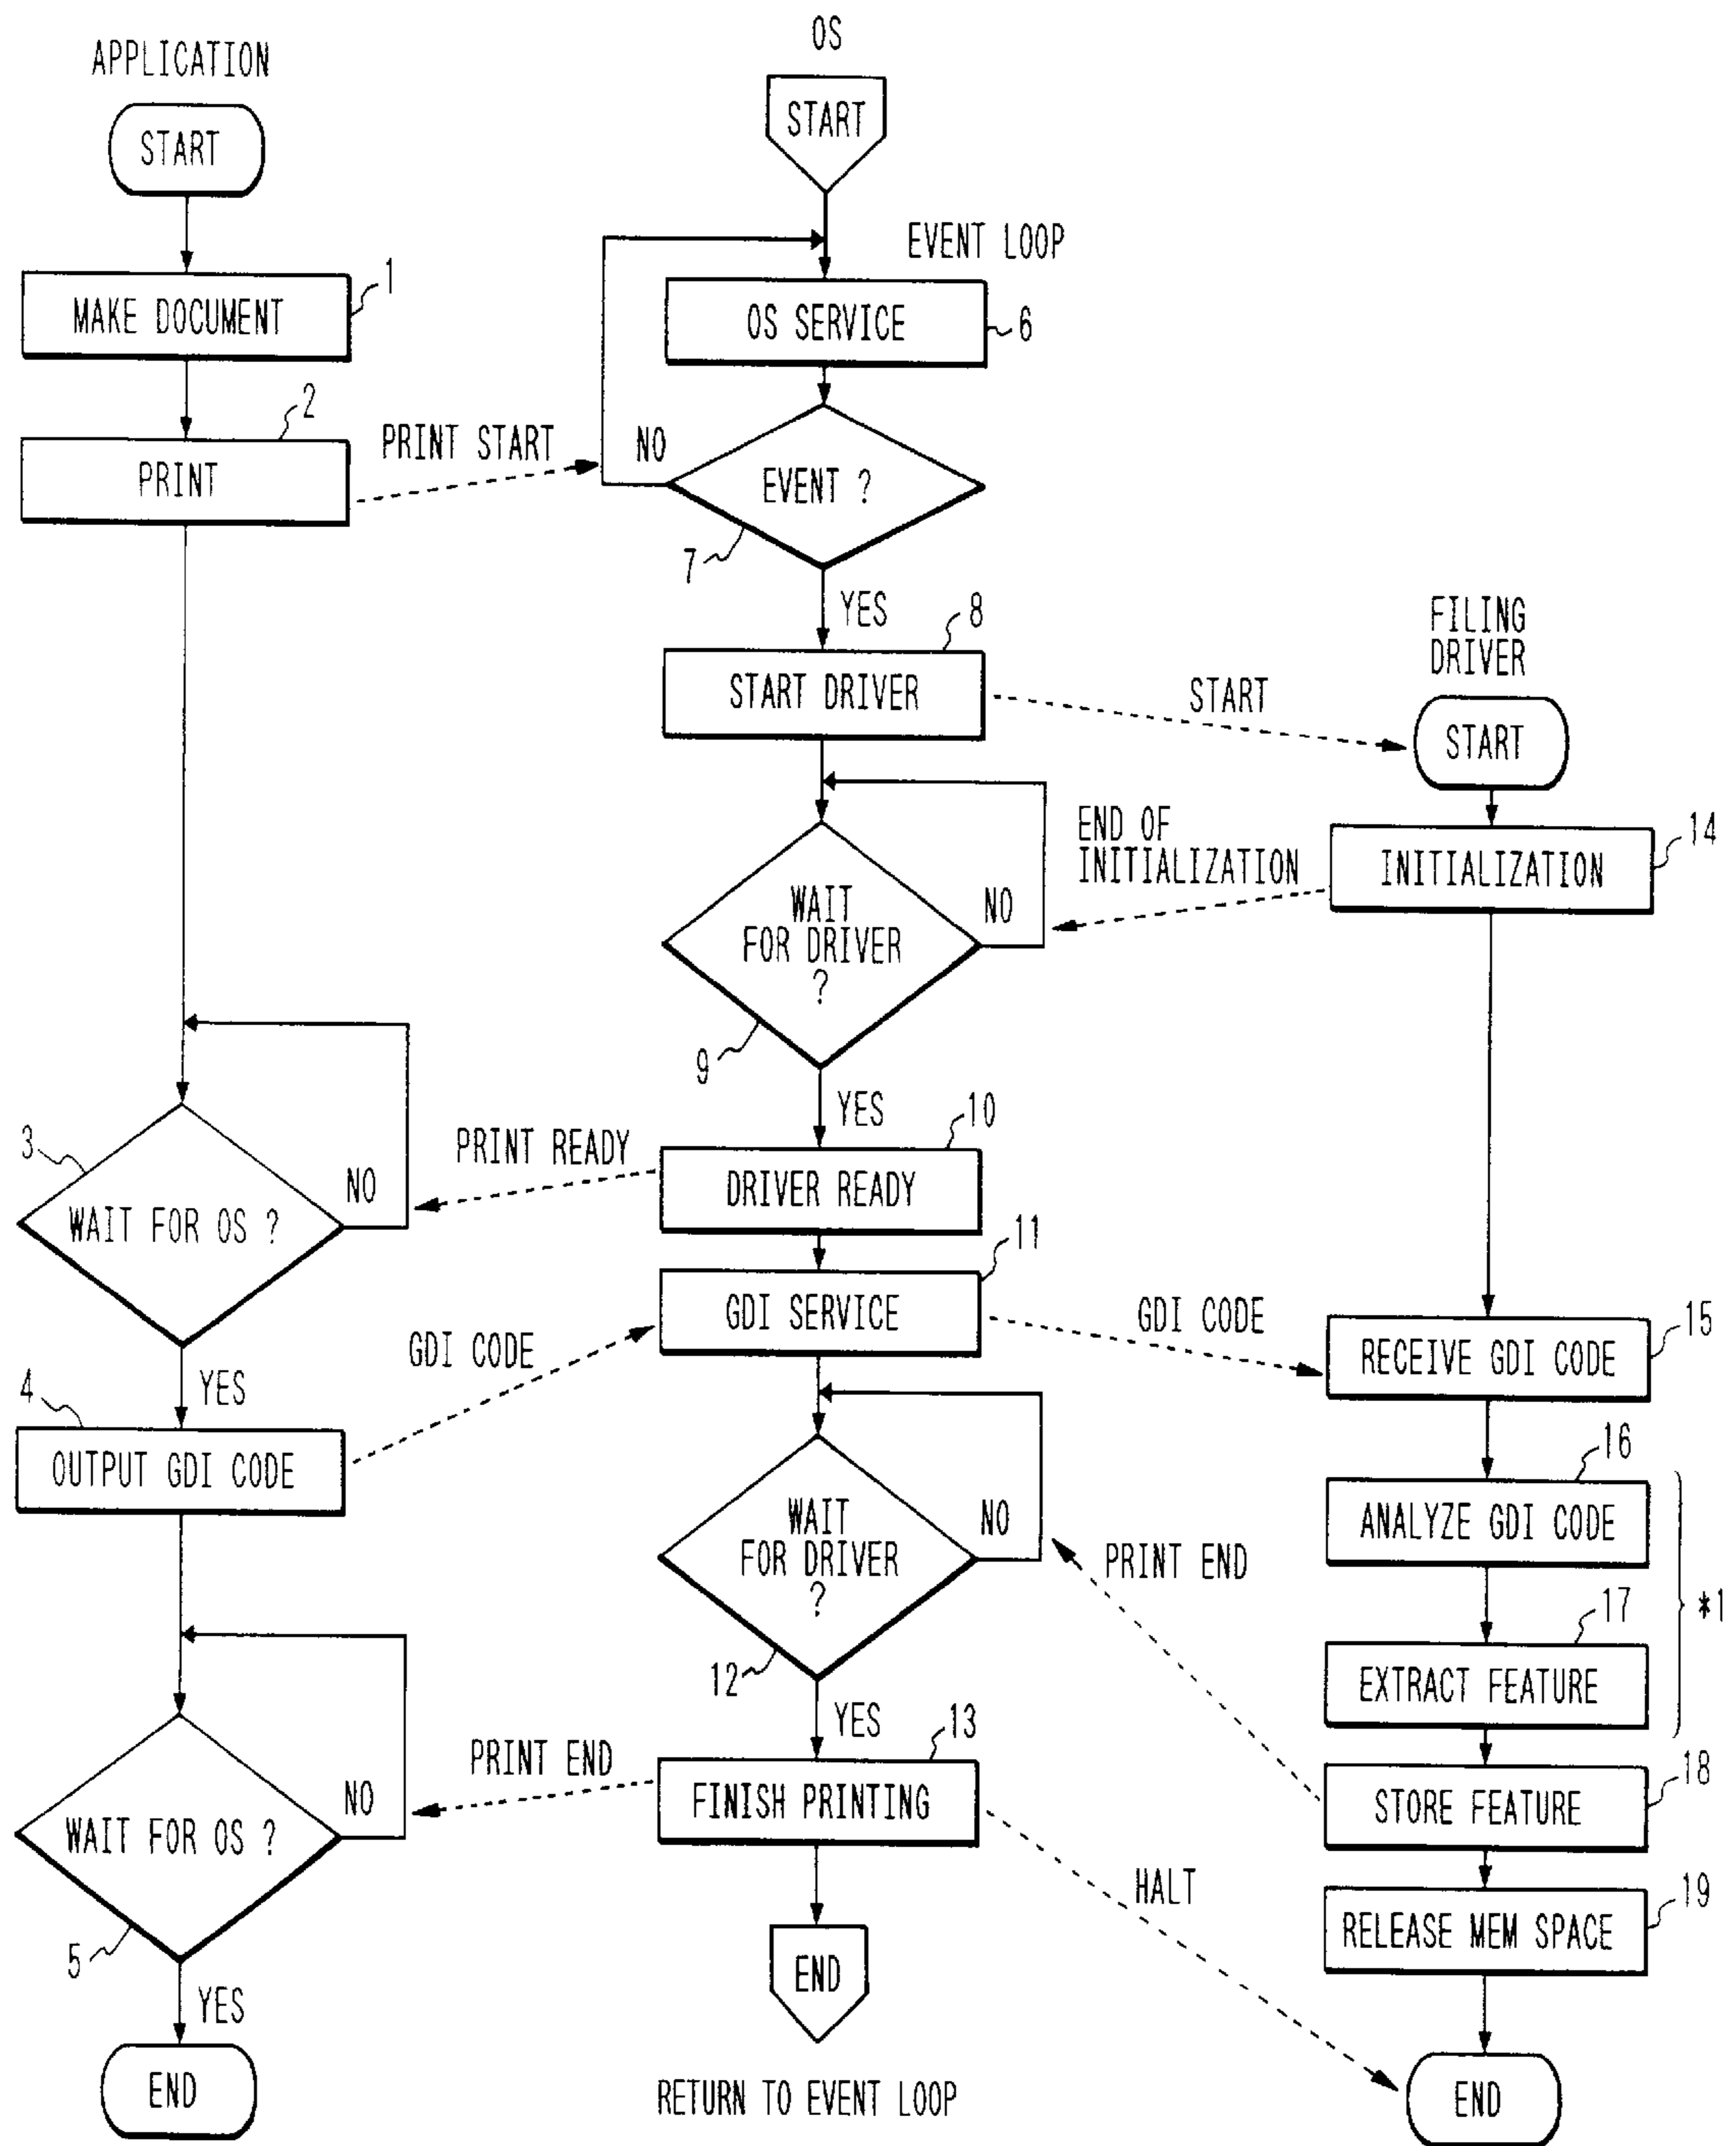 APPLICATION
START
MAKE DOCUMENT
1
PRINT
2
PRINT START
WAIT FOR OS ?
3
NO
YES
OUTPUT GDI CODE
4
GDI CODE
WAIT FOR OS ?
5
NO
YES
END
OS
START
EVENT LOOP
OS SERVICE
6
EVENT ?
7
NO
YES
START DRIVER
8
START
WAIT
FOR DRIVER
?
9
NO
END OF
INITIALIZATION
YES
DRIVER READY
10
PRINT READY
GDI SERVICE
11
GDI CODE
WAIT
FOR DRIVER
?
12
NO
PRINT END
YES
FINISH PRINTING
13
PRINT END
HALT
END
RETURN TO EVENT LOOP
FILING
DRIVER
START
INITIALIZATION
14
RECEIVE GDI CODE
15
ANALYZE GDI CODE
16
EXTRACT FEATURE
17
*1
STORE FEATURE
18
RELEASE MEM SPACE
19
END